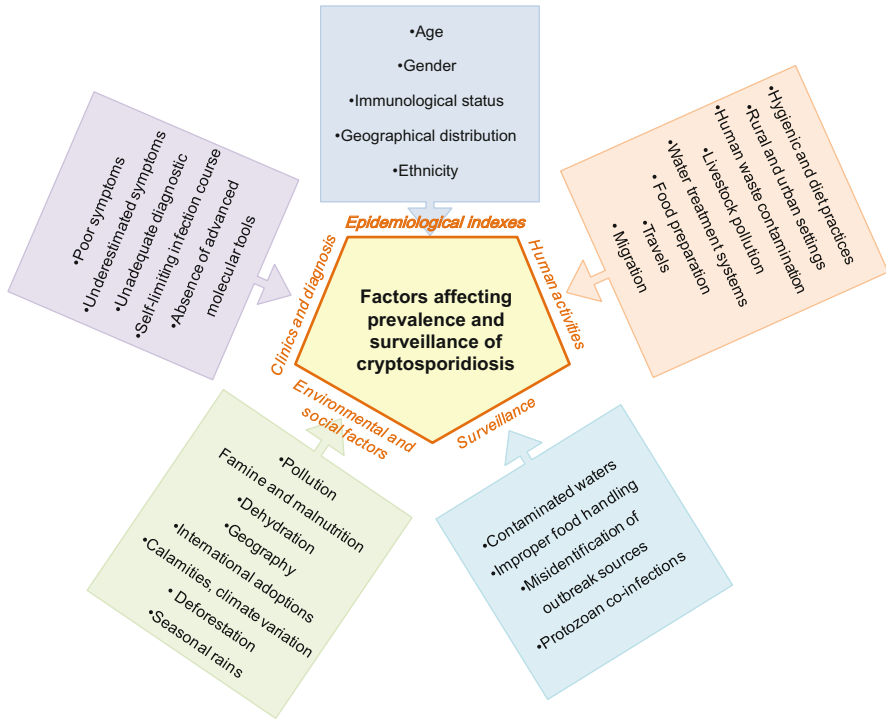 •Age
•Gender
•Immunological status
•Geographical distribution
•Ethnicity
Epidemiological indexes
•Hygienic and diet practices
•Rural and urban settings
•Human waste contamination
•Livestock pollution
•Water treatment systems
•Food preparation
•Travels
•Migration
Human activities
•Contaminated waters
•Improper food handling
•Misidentification of
outbreak sources
•Protozoan co-infections
Surveillance
•Pollution
Famine and malnutrition
•Dehydration
•Geography
•International adoptions
•Calamities, climate variation
•Deforestation
•Seasonal rains
Environmental and
social factors
•Poor symptoms
•Underestimated symptoms
•Unadequate diagnostic
•Self-limiting infection course
•Absence of advanced
molecular tools
Clinics and diagnosis
Factors affecting
prevalence and
surveillance of
cryptosporidiosis